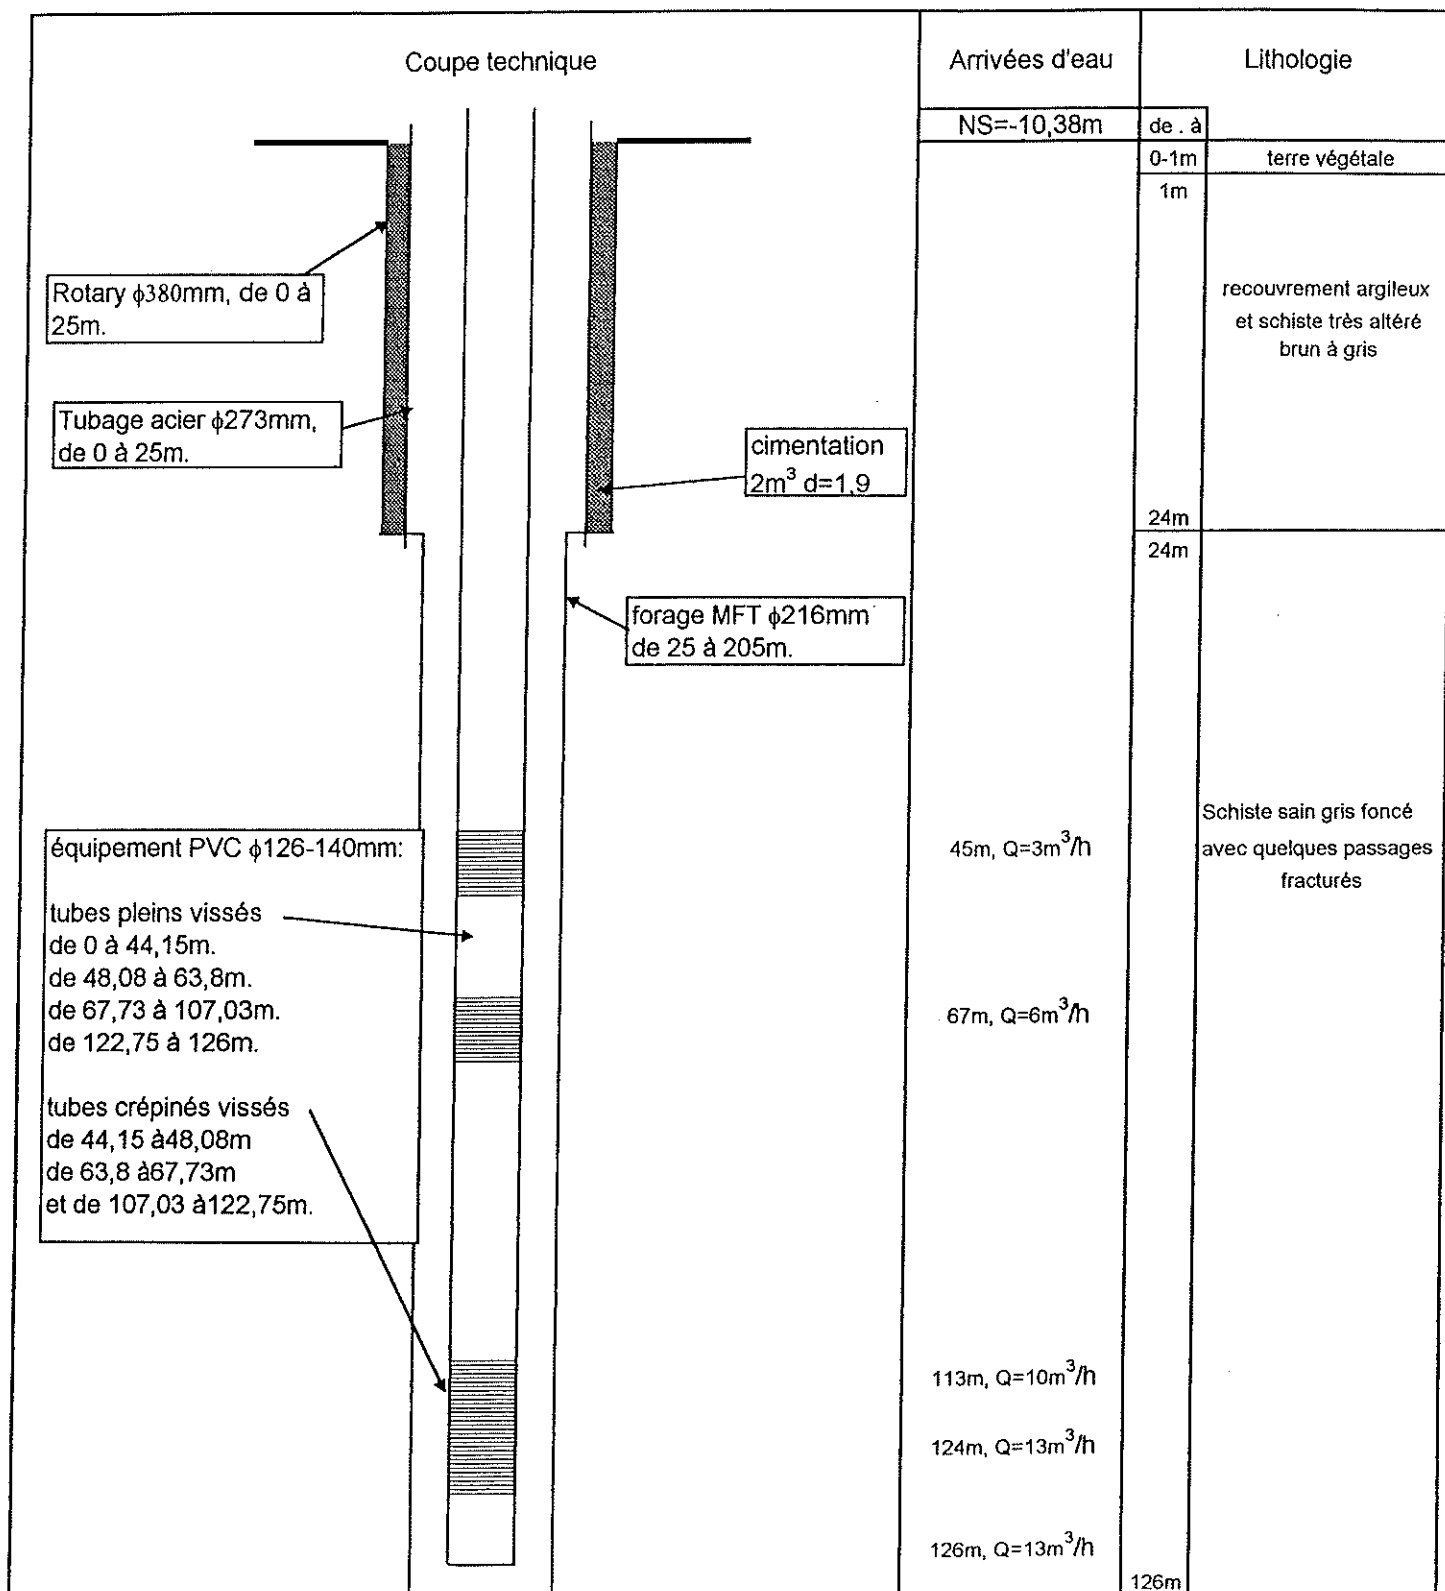 Coupe technique
Arrivées d'eau
Lithologie
NS=-10,38m
de . à
0-1m
terre végétale
1m
Rotary ϕ380mm, de 0 à
25m.
recouvrement argileux
et schiste très altéré
brun à gris
Tubage acier ϕ273mm,
de 0 à 25m.
cimentation
2m³ d=1,9
24m
24m
forage MFT ϕ216mm
de 25 à 205m.
équipement PVC ϕ126-140mm:
tubes pleins vissés
de 0 à 44,15m.
de 48,08 à 63,8m.
de 67,73 à 107,03m.
de 122,75 à 126m.
tubes crépinés vissés
de 44,15 à48,08m
de 63,8 à67,73m
et de 107,03 à122,75m.
45m, Q=3m³/h
Schiste sain gris foncé
avec quelques passages
fracturés
67m, Q=6m³/h
113m, Q=10m³/h
124m, Q=13m³/h
126m, Q=13m³/h
126m